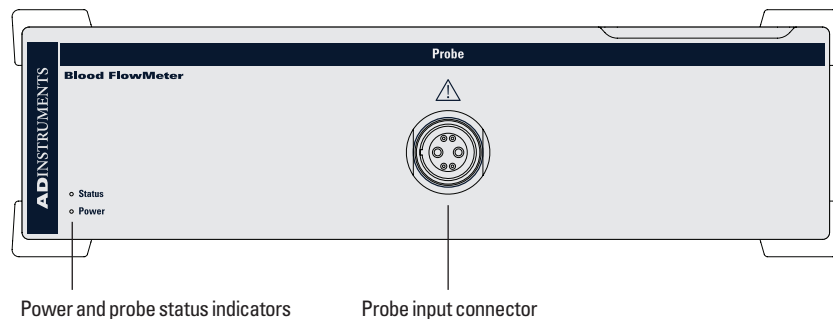 Probe
Blood FlowMeter
ADINSTRUMENTS
Status
Power
Power and probe status indicators
Probe input connector